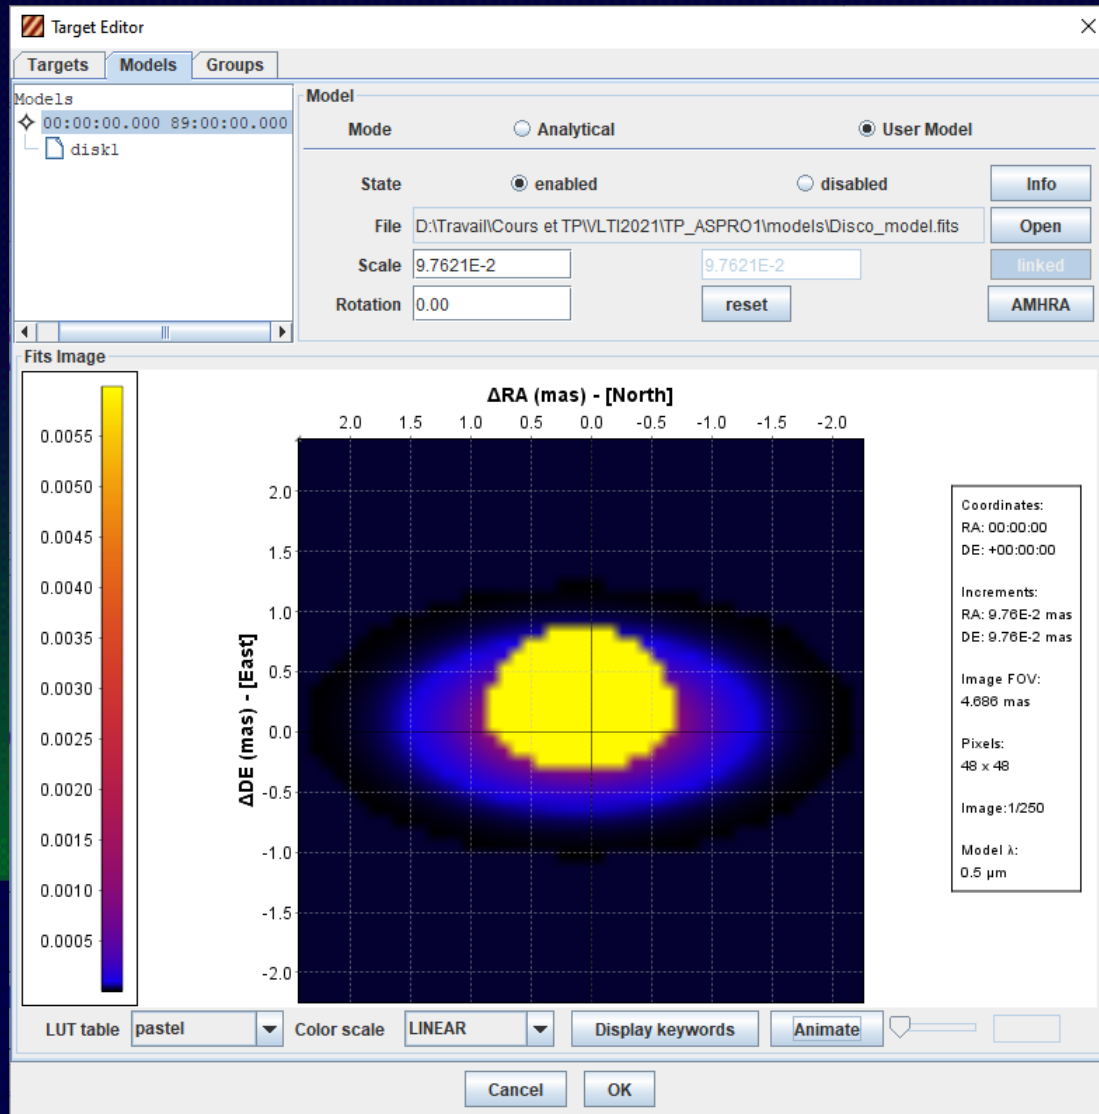 Target Editor
Targets Models Groups
Models
00:00:00.000 89:00:00.000
disk1
Model
Mode Analytical User Model
State enabled disabled Info
File D:\Travail\Cours et TP\VLTI2021\TP_ASPRO1\models\Disco_model.fits Open
Scale 9.7621E-2 9.7621E-2 linked
Rotation 0.00 reset AMHRA
Fits Image
ΔRA (mas) - [North]
2.0 1.5 1.0 0.5 0.0 -0.5 -1.0 -1.5 -2.0
0.0055
0.0050
0.0045
0.0040
0.0035
0.0030
0.0025
0.0020
0.0015
0.0010
0.0005
ΔDE (mas) - [East]
2.0
1.5
1.0
0.5
0.0
-0.5
-1.0
-1.5
-2.0
Coordinates:
RA: 00:00:00
DE: +00:00:00
Increments:
RA: 9.76E-2 mas
DE: 9.76E-2 mas
Image FOV:
4.686 mas
Pixels:
48 x 48
Image:1/250
Model λ:
0.5 µm
LUT table pastel Color scale LINEAR Display keywords Animate
Cancel OK